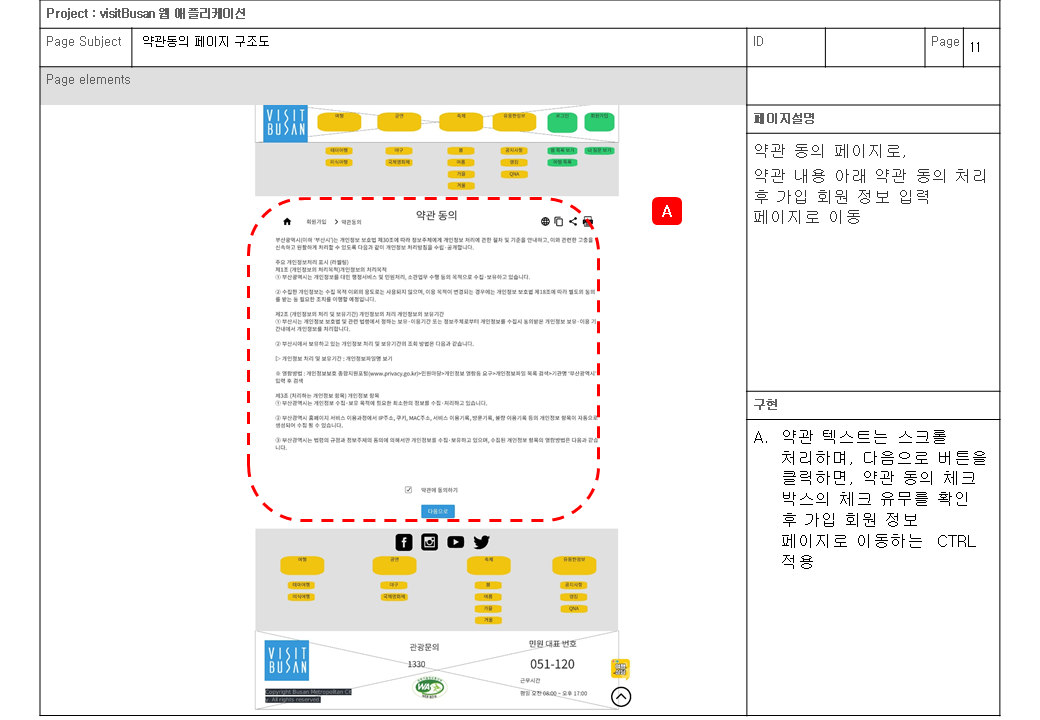 Project : visitBusan 웹 애플리케이션
Page Subject
약관동의 페이지 구조도
ID
Page
11
Page elements
VISIT
BUSAN
여행
공연
축제
유용한정보
로그인
회원가입
테마여행
야구
봄
공지사항
미식여행
국제영화제
여름
가을
QNA
겨울
A
회원가입 > 약관동의
약관 동의
부산광역시(이하 '부산시')는 개인정보 보호법 제30조에 따라 정보주체에게 개인정보 처리에 관한 절차 및 기준을 안내하고, 이와 관련한 고충을
신속하고 원활하게 처리할 수 있도록 다음과 같이 개인정보 처리방침을 수립·공개합니다.
주요 개인정보처리 표시 (라벨링)
제1조 (개인정보의 처리목적)개인정보의 처리목적
① 부산광역시는 개인정보를 대민 행정서비스 및 민원처리, 소관업무 수행 등의 목적으로 수집·보유하고 있습니다.
② 수집한 개인정보는 수집 목적 이외의 용도로는 사용되지 않으며, 이용 목적이 변경되는 경우에는 개인정보 보호법 제18조에 따라 별도의 동의
를 받는 등 필요한 조치를 이행할 예정입니다.
제2조 (개인정보의 처리 및 보유기간) 개인정보의 처리 개인정보의 보유기간
① 부산시는 개인정보 보호법 및 관련 법령에서 정하는 보유·이용기간 또는 정보주체로부터 개인정보를 수집시 동의받은 개인정보 보유·이용 기
간내에서 개인정보를 처리합니다.
② 부산시에서 보유하고 있는 개인정보 처리 및 보유기간의 조회 방법은 다음과 같습니다.
▷ 개인정보 처리 및 보유기간 : 개인정보파일명 보기
※ 열람방법 : 개인정보보호 종합지원포털(www.privacy.go.kr)>민원마당>개인정보 열람등 요구>개인정보파일 목록 검색>기관명 "부산광역시"
입력 후 검색
제3조 (처리하는 개인정보 항목) 개인정보 항목
① 부산광역시는 개인정보 수집·보유 목적에 필요한 최소한의 정보를 수집·처리하고 있습니다.
② 부산광역시 홈페이지 서비스 이용과정에서 IP주소, 쿠키, MAC주소, 서비스 이용기록, 방문기록, 불량 이용기록 등의 개인정보 항목이 자동으로
생성되어 수집 될 수 있습니다.
③ 부산광역시는 법령의 규정과 정보주체의 동의에 의해서만 개인정보를 수집·보유하고 있으며, 수집된 개인정보 항목의 열람방법은 다음과 같습
니다.
약관에 동의하기
다음으로
여행
공연
축제
유용한정보
테마여행
야구
봄
공지사항
미식여행
국제영화제
여름
가을
QNA
겨울
VISIT
BUSAN
Copyright Busan Metropolitan Cit
y. All rights reserved.
관광문의
1330
민원 대표 번호
051-120
근무시간
평일 오전 06:00 ~ 오후 17:00
페이지설명
약관 동의 페이지로,
약관 내용 아래 약관 동의 처리
후 가입 회원 정보 입력
페이지로 이동
구현
A. 약관 텍스트는 스크롤
처리하며, 다음으로 버튼을
클릭하면, 약관 동의 체크
박스의 체크 유무를 확인
후 가입 회원 정보
페이지로 이동하는 CTRL
적용